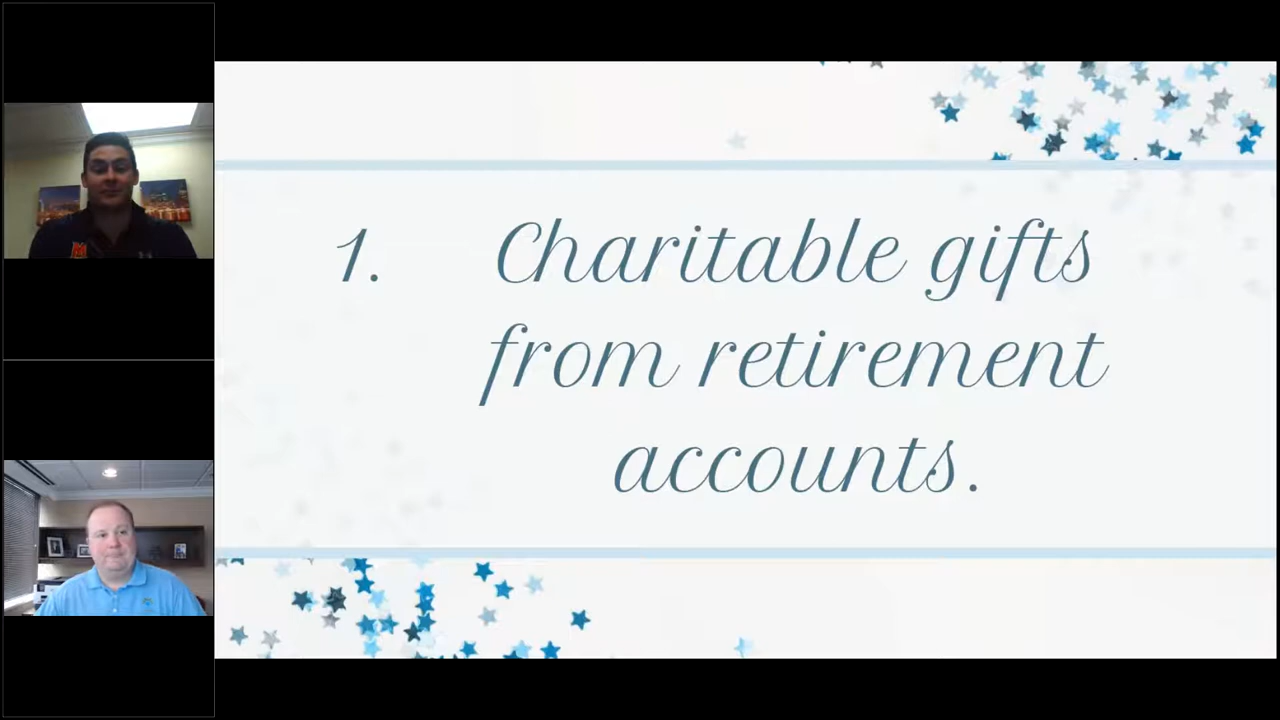 1. Charitable gifts
from retirement
accounts.